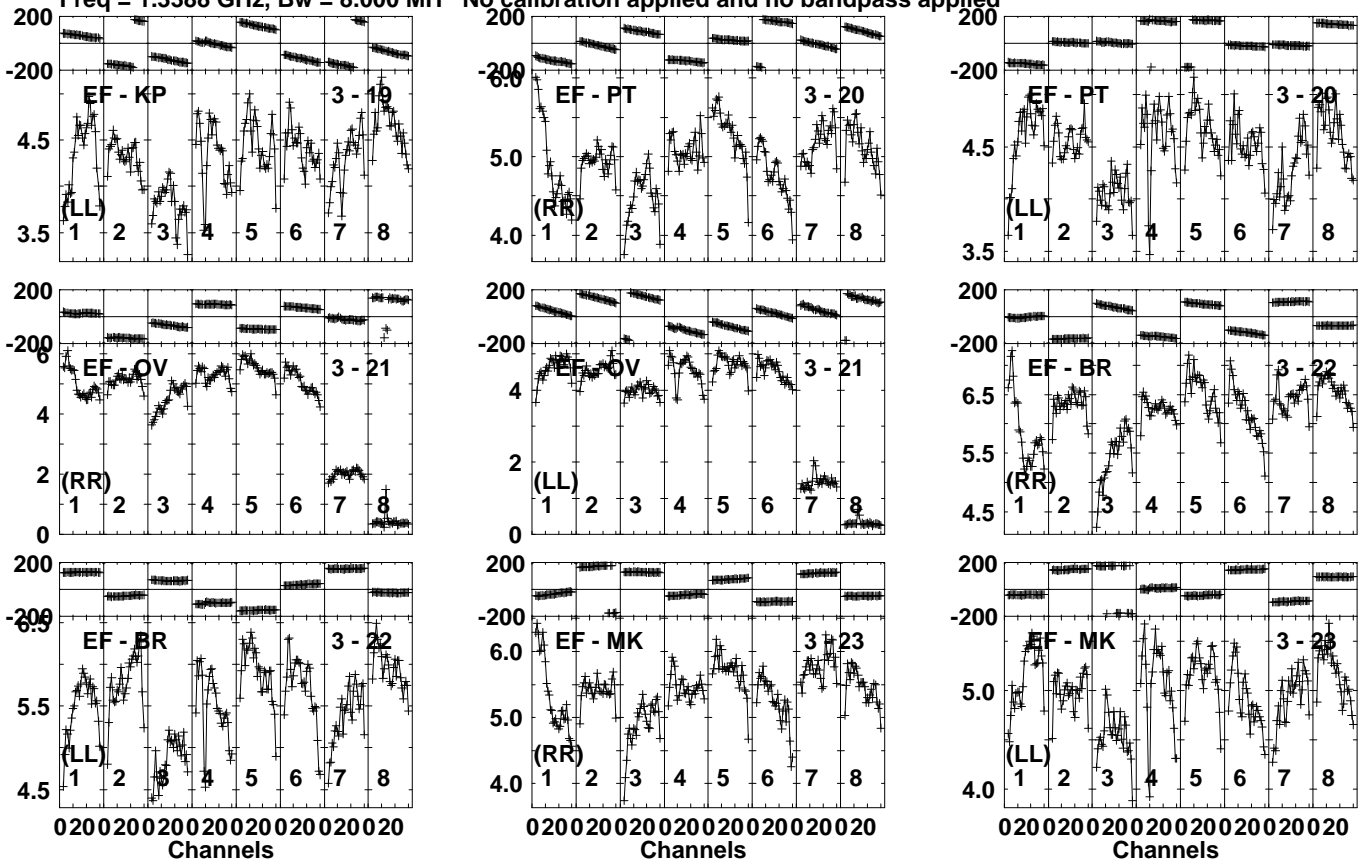 Freq = 1.3388 GHz, Bw = 8.000 MH No calibration applied and no bandpass applied
200
-200
EF - KP 3 - 19
4.5
(LL)
1 2 3 4 5 6 7 8
3.5
200
-200
6.0
EF - PT 3 - 20
5.0
(RR)
1 2 3 4 5 6 7 8
4.0
200
-200
EF - PT 3 - 20
4.5
(LL)
1 2 3 4 5 6 7 8
3.5
200
-200
6
EF - OV 3 - 21
4
2
(RR)
1 2 3 4 5 6 7 8
0
200
-200
EF - OV 3 - 21
4
2
(LL)
1 2 3 4 5 6 7 8
0
200
-200
EF - BR 3 - 22
6.5
5.5
(RR)
1 2 3 4 5 6 7 8
4.5
200
-200
6.5
EF - BR 3 - 22
5.5
(LL)
1 2 3 4 5 6 7 8
4.5
0 20 0 20 0 20 0 20 0 20 0 20 0 20 0 20
Channels
200
-200
EF - MK 3 - 23
6.0
5.0
(RR)
1 2 3 4 5 6 7 8
4.0
0 20 0 20 0 20 0 20 0 20 0 20 0 20 0 20
Channels
200
-200
EF - MK 3 - 23
5.0
(LL)
1 2 3 4 5 6 7 8
4.0
0 20 0 20 0 20 0 20 0 20 0 20 0 20 0 20
Channels